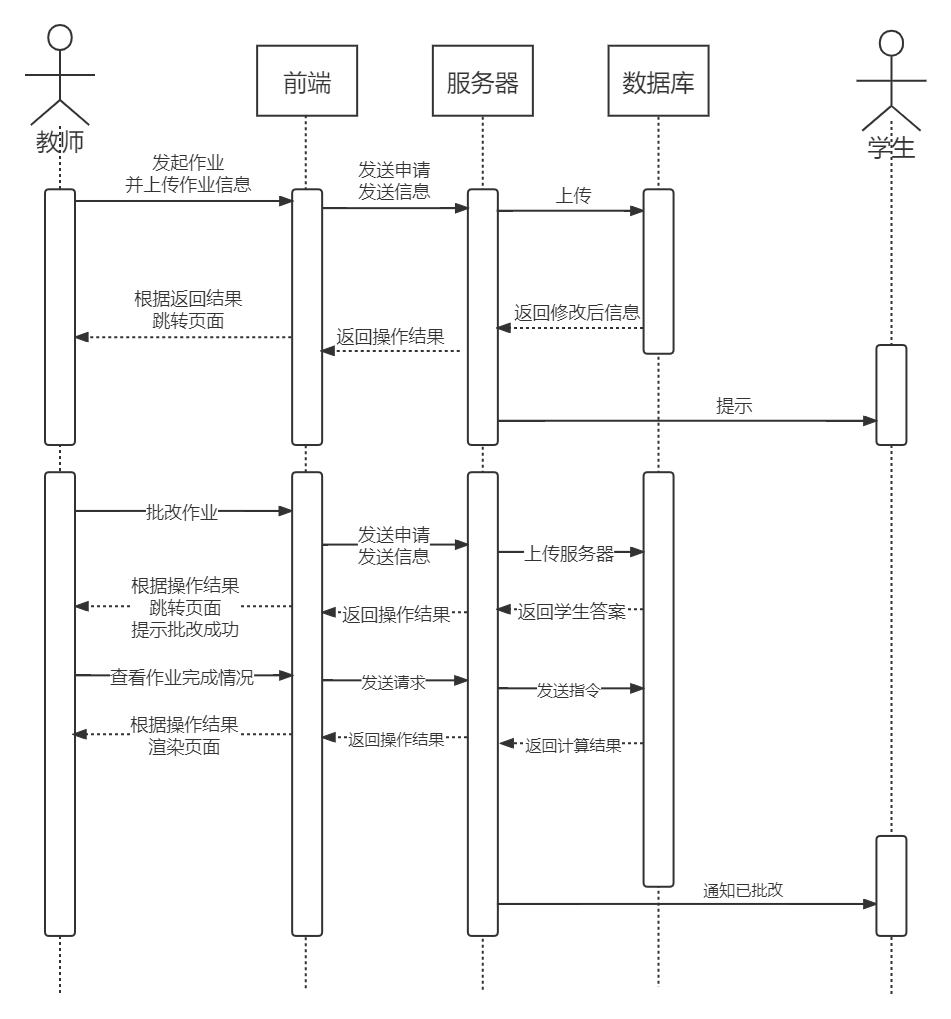 教师
前端
服务器
数据库
学生
发起作业
并上传作业信息
发送申请
发送信息
上传
根据返回结果
跳转页面
返回操作结果
返回修改后信息
提示
批改作业
发送申请
发送信息
上传服务器
根据操作结果
跳转页面
提示批改成功
返回操作结果
返回学生答案
查看作业完成情况
发送请求
发送指令
根据操作结果
渲染页面
返回操作结果
返回计算结果
通知已批改